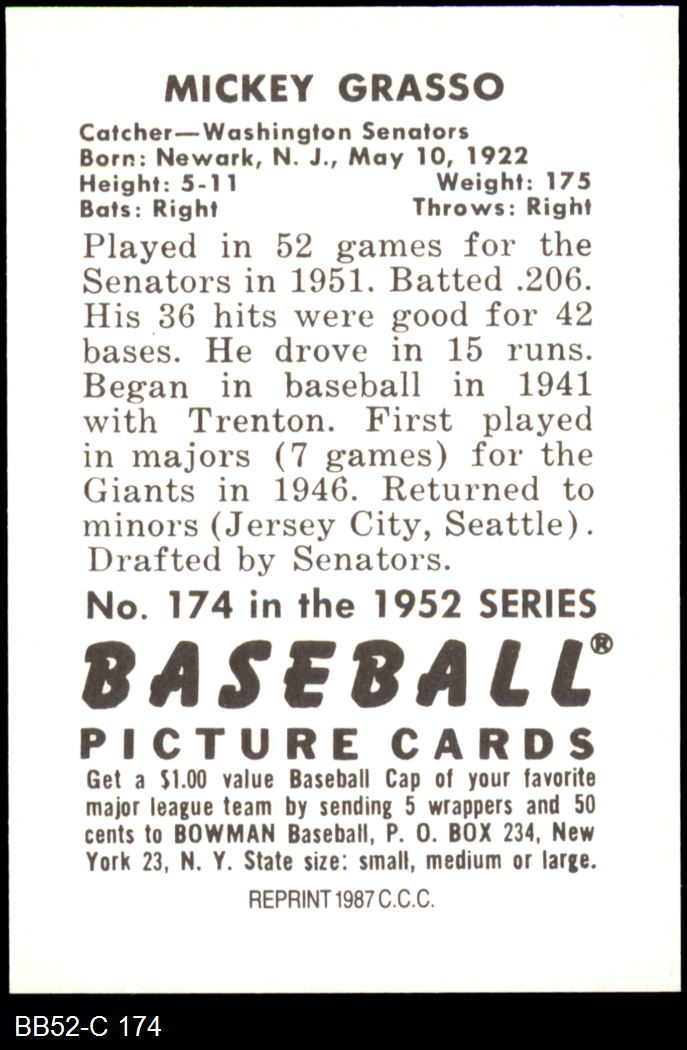 MICKEY GRASSO
Catcher—Washington Senators
Born: Newark, N. J., May 10, 1922
Height: 5-11 Weight: 175
Bats: Right Throws: Right
Played in 52 games for the
Senators in 1951. Batted .206.
His 36 hits were good for 42
bases. He drove in 15 runs.
Began in baseball in 1941
with Trenton. First played
in majors (7 games) for the
Giants in 1946. Returned to
minors (Jersey City, Seattle).
Drafted by Senators.
No. 174 in the 1952 SERIES
BASEBALL®
PICTURE CARDS
Get a $1.00 value Baseball Cap of your favorite
major league team by sending 5 wrappers and 50
cents to BOWMAN Baseball, P. O. BOX 234, New
York 23, N. Y. State size: small, medium or large.
REPRINT 1987 C.C.C.
BB52-C 174